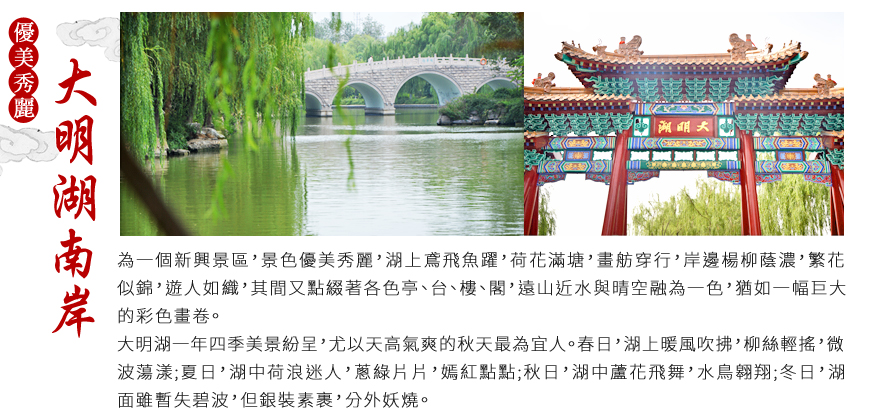 優美秀麗
大明湖南岸
大明湖
為一個新興景區，景色優美秀麗，湖上鳶飛魚躍，荷花滿塘，畫舫穿行，岸邊楊柳蔭濃，繁花
似錦，遊人如織，其間又點綴著各色亭、台、樓、閣，遠山近水與晴空融為一色，猶如一幅巨大
的彩色畫卷。
大明湖一年四季美景紛呈，尤以天高氣爽的秋天最為宜人。春日，湖上暖風吹拂，柳絲輕搖，微
波蕩漾；夏日，湖中荷浪迷人，蔥綠片片，嫣紅點點；秋日，湖中蘆花飛舞，水鳥翱翔；冬日，湖
面雖暫失碧波，但銀裝素裹，分外妖嬈。